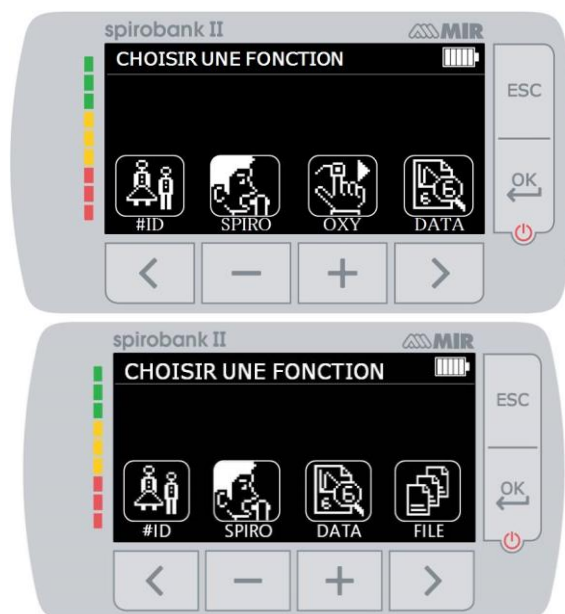 spirobank II MIR
CHOISIR UNE FONCTION
ESC
#ID SPIRO OXY DATA
OK
spirobank II MIR
CHOISIR UNE FONCTION
ESC
#ID SPIRO DATA FILE
OK